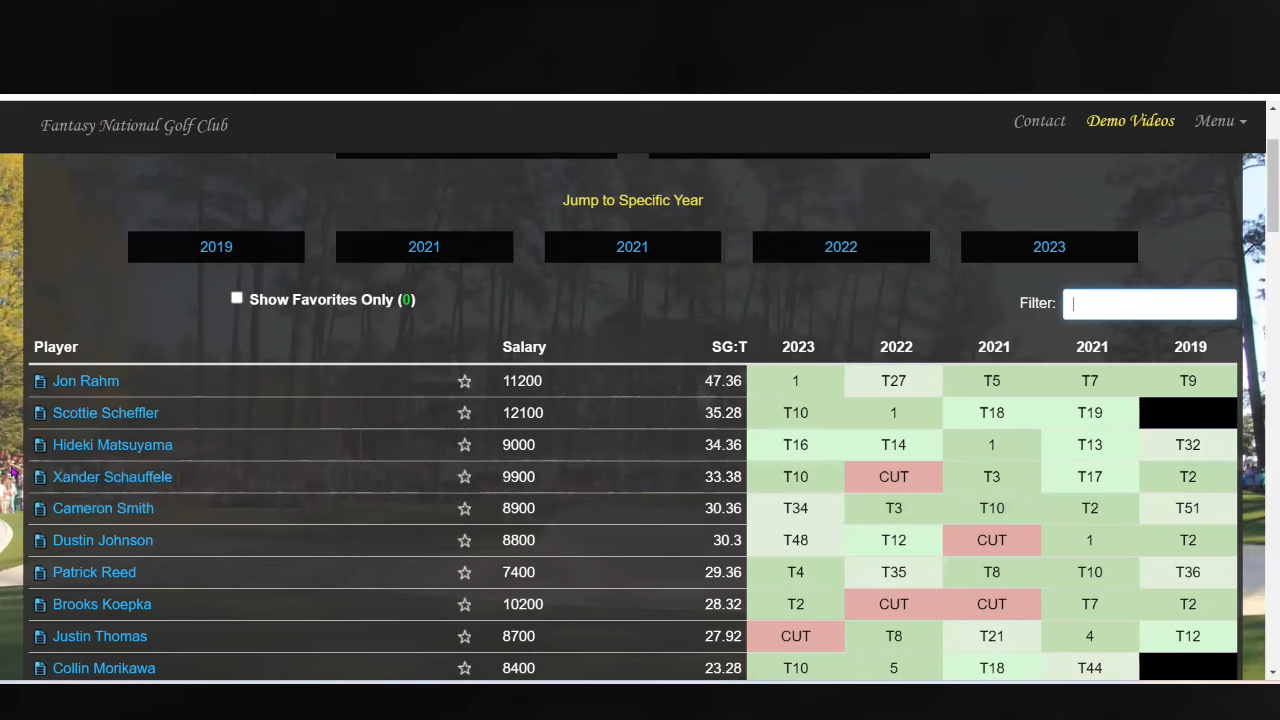 Fantasy National Golf Club Contact Demo Videos Menu
Jump to Specific Year
2019 2021 2021 2022 2023
Show Favorites Only (0) Filter:
Player Salary SG:T 2023 2022 2021 2021 2019
Jon Rahm 11200 47.36 1 T27 T5 T7 T9
Scottie Scheffler 12100 35.28 T10 1 T18 T19
Hideki Matsuyama 9000 34.36 T16 T14 1 T13 T32
Xander Schauffele 9900 33.38 T10 CUT T3 T17 T2
Cameron Smith 8900 30.36 T34 T3 T10 T2 T51
Dustin Johnson 8800 30.3 T48 T12 CUT 1 T2
Patrick Reed 7400 29.36 T4 T35 T8 T10 T36
Brooks Koepka 10200 28.32 T2 CUT CUT T7 T2
Justin Thomas 8700 27.92 CUT T8 T21 4 T12
Collin Morikawa 8400 23.28 T10 5 T18 T44